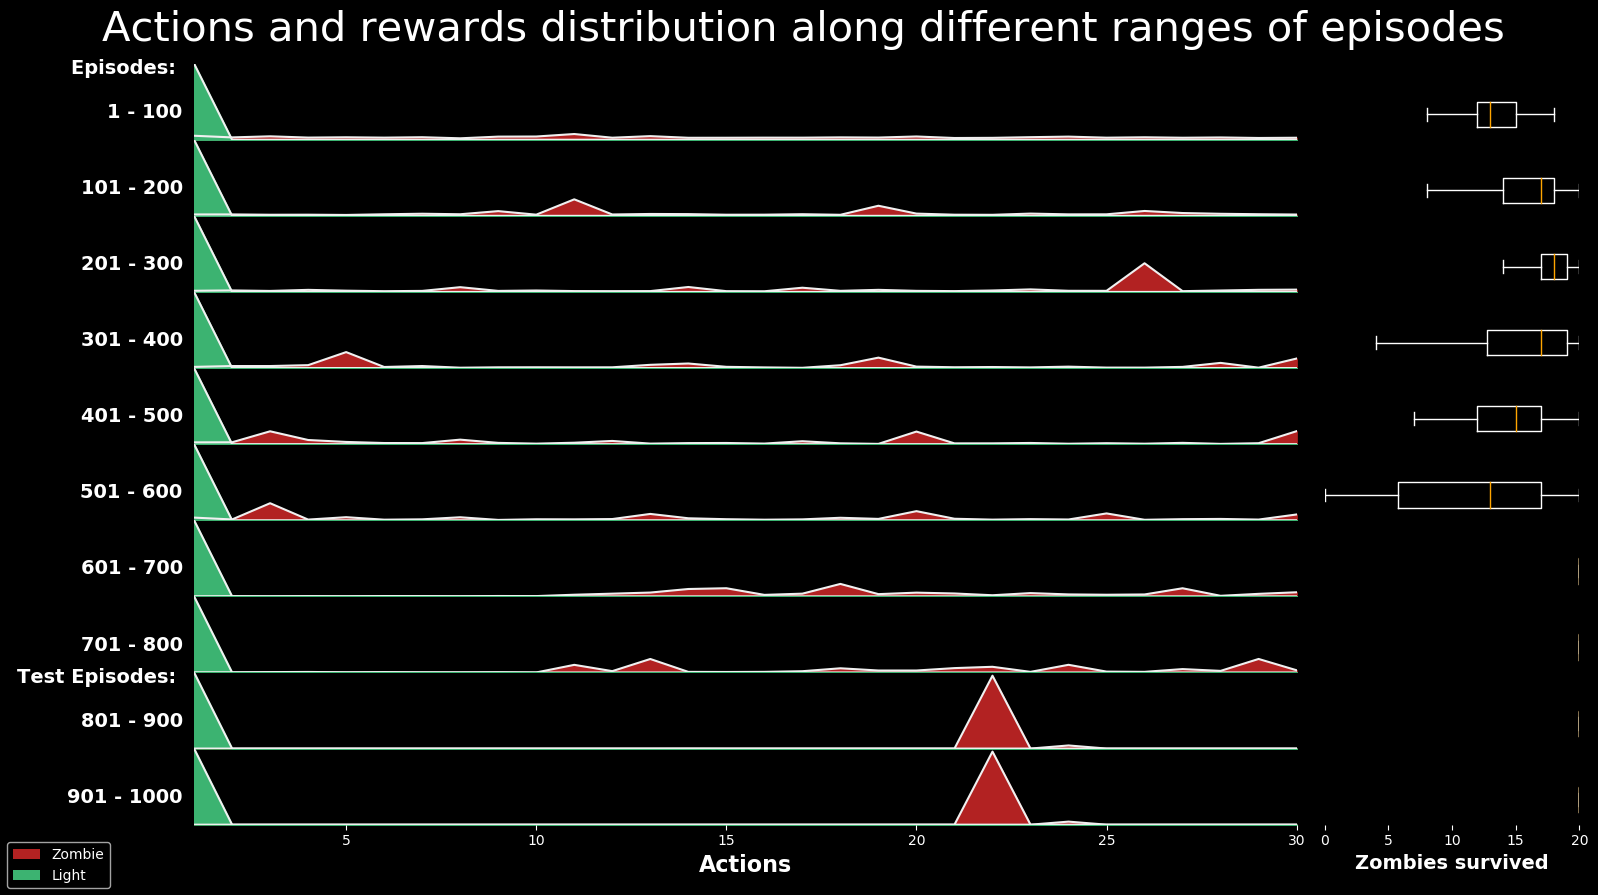 Actions and rewards distribution along different ranges of episodes
Episodes:
1 - 100
101 - 200
201 - 300
301 - 400
401 - 500
501 - 600
601 - 700
701 - 800
Test Episodes:
801 - 900
901 - 1000
5 10 15 20 25 30 0 5 10 15 20
Actions
Zombies survived
Zombie
Light